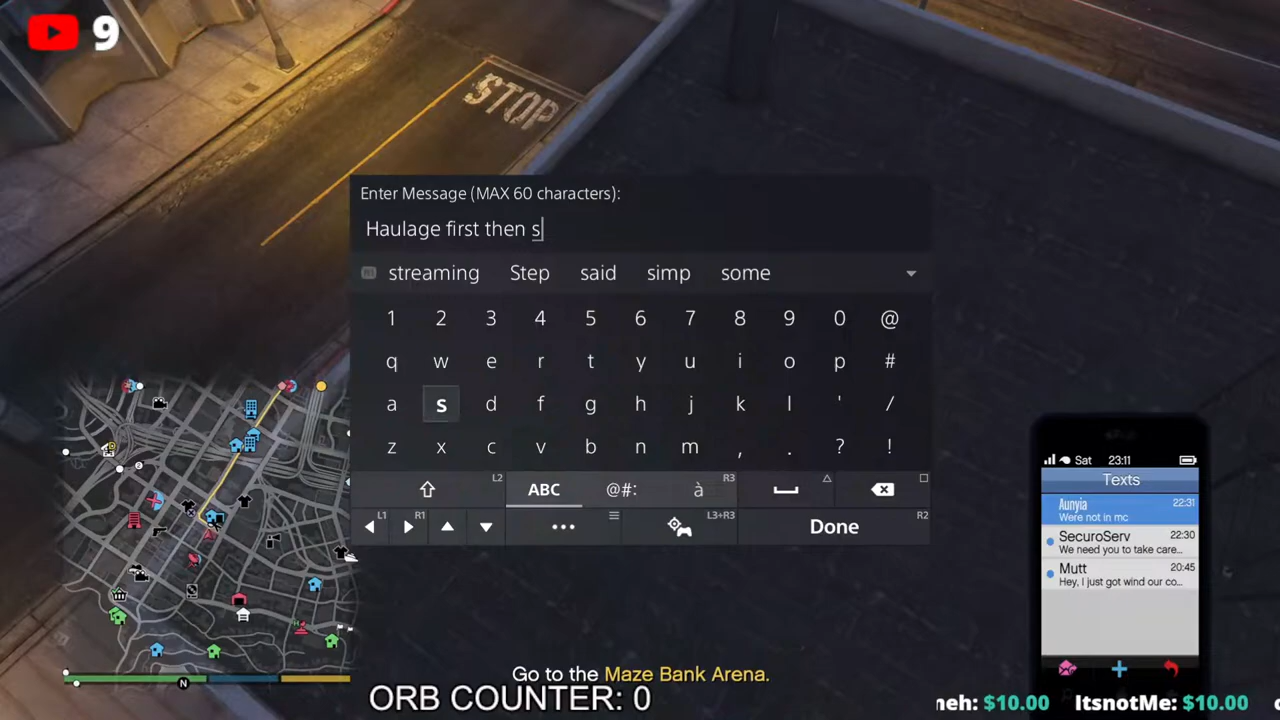 9
STOP
Enter Message (MAX 60 characters):
Haulage first then s
streaming Step said simp some
1 2 3 4 5 6 7 8 9 0 @
q w e r t y u i o p #
a s d f g h j k l ' /
z x c v b n m , . ? !
L2 ABC @#: R3 à △ □
L1 R1 ••• L3+R3 Done R2
Sat 23:11
Texts
Aunyia 22:31
Were not in mc
SecuroServ 22:30
We need you to take care...
Mutt 20:45
Hey, I just got wind our co...
N
Go to the Maze Bank Arena.
ORB COUNTER: 0
neh: $10.00 ItsnotMe: $10.00